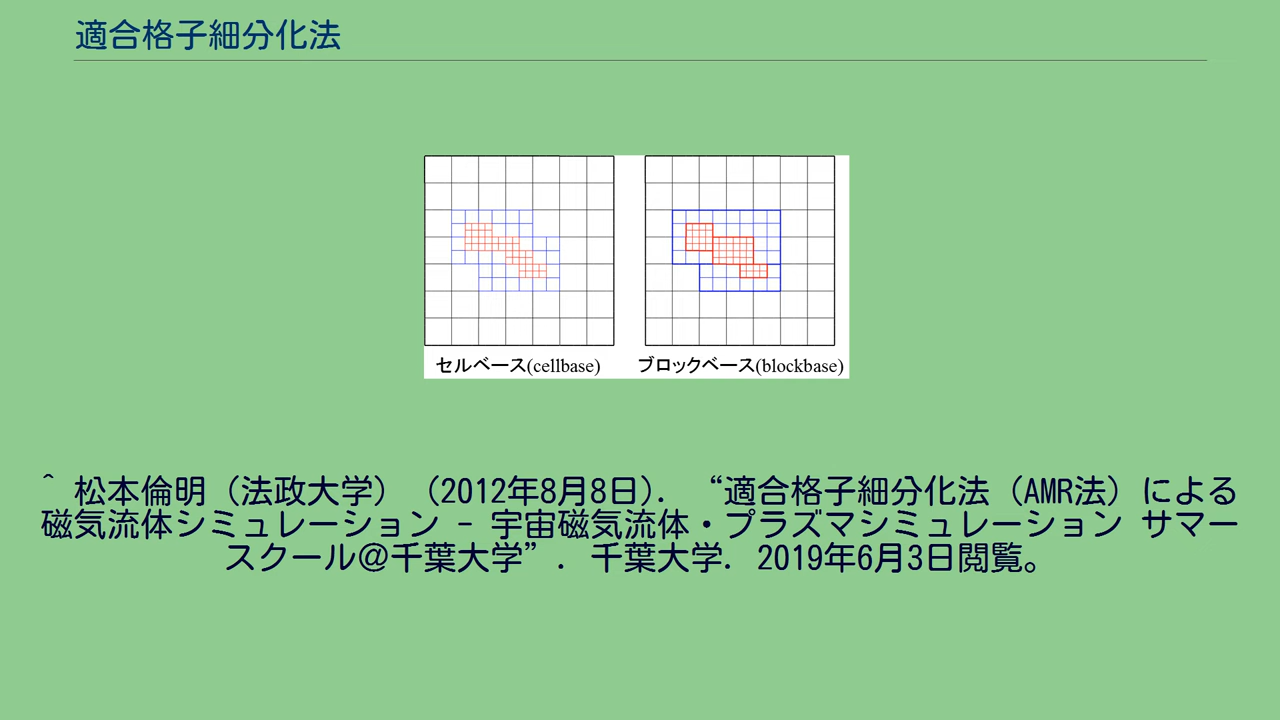 適合格子細分化法
セルベース(cellbase)
ブロックベース(blockbase)
^ 松本倫明（法政大学）（2012年8月8日）. “適合格子細分化法（AMR法）による
磁気流体シミュレーション - 宇宙磁気流体・プラズマシミュレーション サマー
スクール@千葉大学”. 千葉大学. 2019年6月3日閲覧。